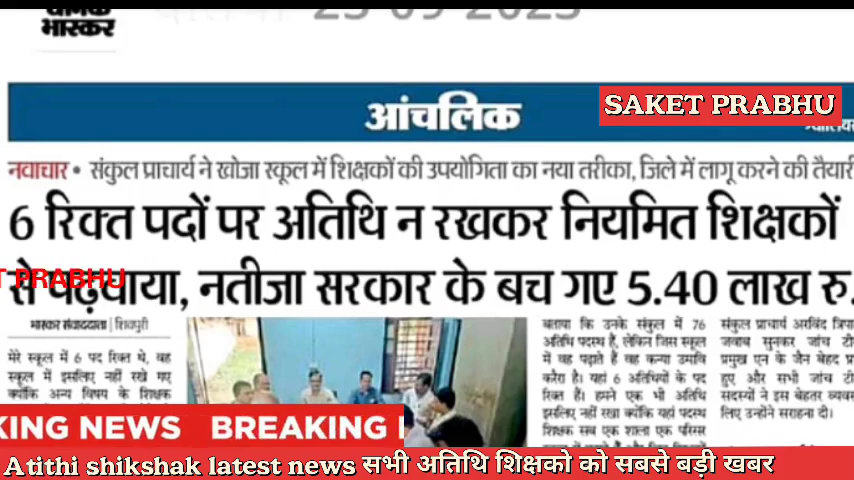 भास्कर
आंचलिक
SAKET PRABHU
नवाचार • संकुल प्राचार्य ने खोजा स्कूल में शिक्षकों की उपयोगिता का नया तरीका, जिले में लागू करने की तैयारी
6 रिक्त पदों पर अतिथि न रखकर नियमित शिक्षकों
से पढ़वाया, नतीजा सरकार के बच गए 5.40 लाख रु.
T PRABHU
भास्कर संवाददाता | शिवपुरी
मेरे स्कूल में 6 पद रिक्त थे, वह
स्कूल में इसलिए नहीं रखे गए
क्योंकि अन्य विषय के शिक्षक
बताया कि उनके संकुल में 76
अतिथि पदस्थ हैं, लेकिन जिस स्कूल
में वह पढ़ाते हैं वह कन्या उमावि
करैरा है। यहां 6 अतिथियों के पद
रिक्त हैं। हमने एक भी अतिथि
इसलिए नहीं रखा क्योंकि यहां पदस्थ
शिक्षक सब एक शाला एक परिसर
संकुल प्राचार्य अरविंद त्रिपा
जवाब सुनकर जांच टी
प्रमुख एन के जैन बेहद प्र
हुए और सभी जांच टी
सदस्यों ने इस बेहतर व्यवस
लिए उन्होंने सराहना दी।
KING NEWS BREAKING
Atithi shikshak latest news सभी अतिथि शिक्षको को सबसे बड़ी खबर